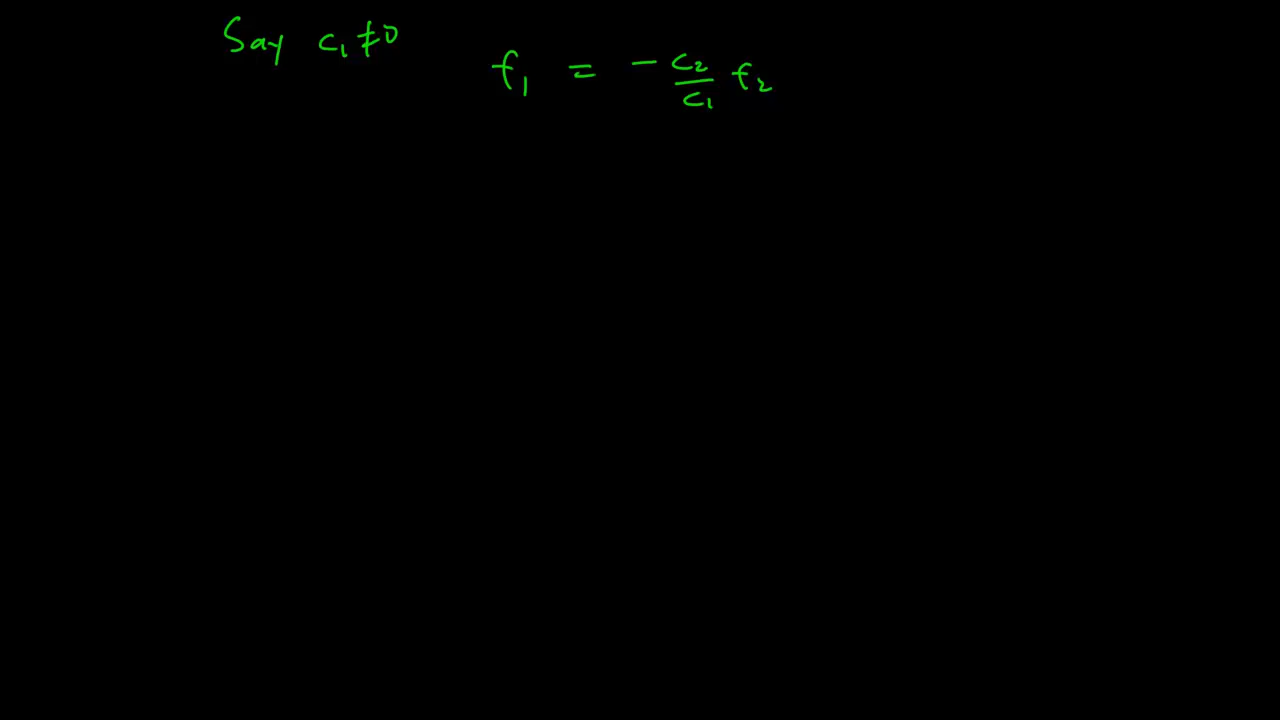 Say c₁ ≠ 0
f₁ = - c₂/c₁ f₂